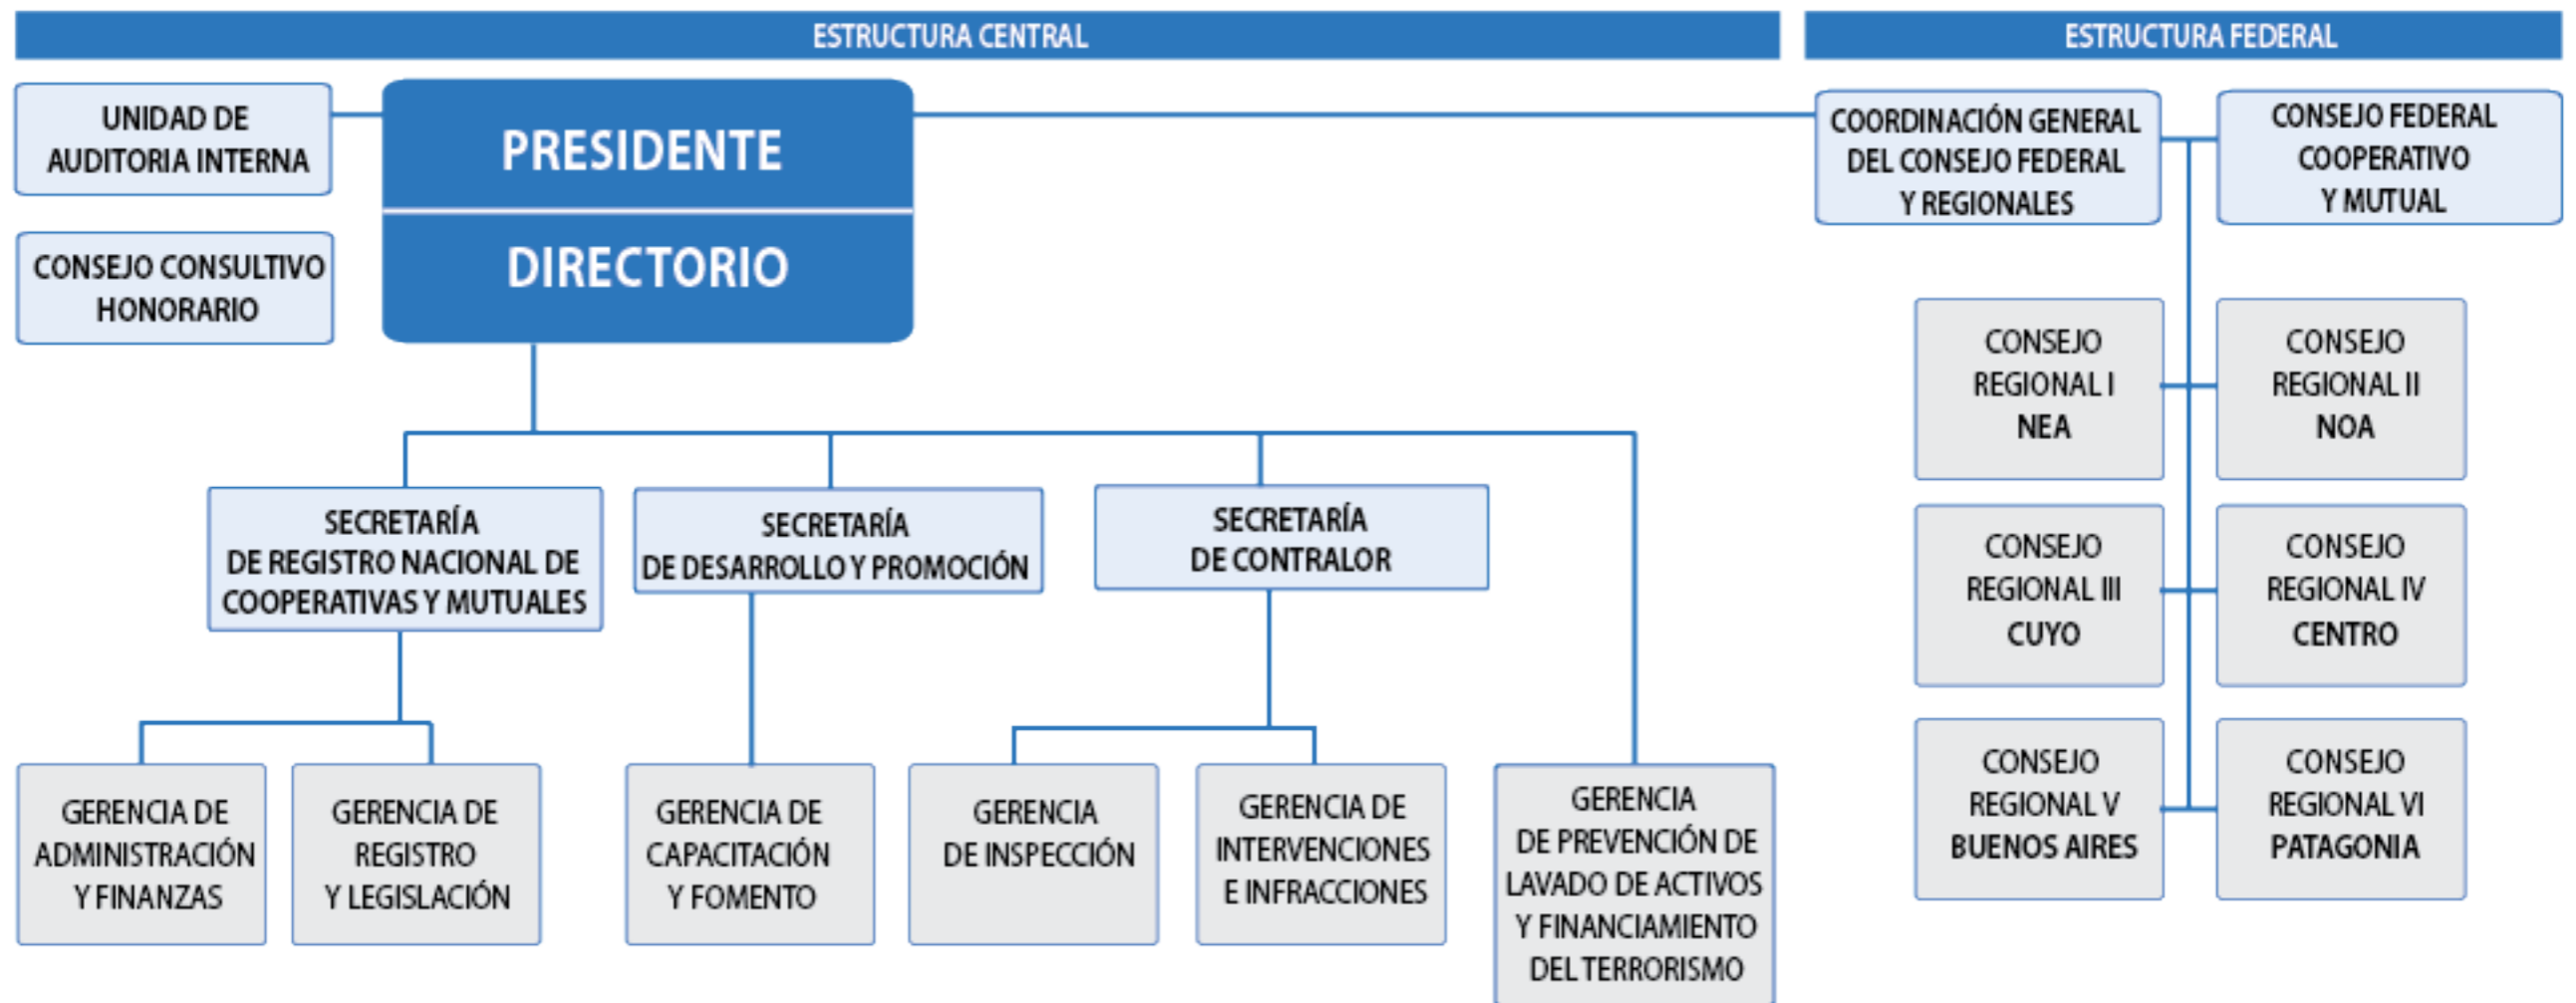 ESTRUCTURA CENTRAL
ESTRUCTURA FEDERAL
UNIDAD DE
AUDITORIA INTERNA
CONSEJO CONSULTIVO
HONORARIO
PRESIDENTE
DIRECTORIO
COORDINACIÓN GENERAL
DEL CONSEJO FEDERAL
Y REGIONALES
CONSEJO FEDERAL
COOPERATIVO
Y MUTUAL
SECRETARÍA
DE REGISTRO NACIONAL DE
COOPERATIVAS Y MUTUALES
SECRETARÍA
DE DESARROLLO Y PROMOCIÓN
SECRETARÍA
DE CONTRALOR
GERENCIA DE
ADMINISTRACIÓN
Y FINANZAS
GERENCIA DE
REGISTRO
Y LEGISLACIÓN
GERENCIA DE
CAPACITACIÓN
Y FOMENTO
GERENCIA
DE INSPECCIÓN
GERENCIA DE
INTERVENCIONES
E INFRACCIONES
GERENCIA
DE PREVENCIÓN DE
LAVADO DE ACTIVOS
Y FINANCIAMIENTO
DEL TERRORISMO
CONSEJO
REGIONAL I
NEA
CONSEJO
REGIONAL II
NOA
CONSEJO
REGIONAL III
CUYO
CONSEJO
REGIONAL IV
CENTRO
CONSEJO
REGIONAL V
BUENOS AIRES
CONSEJO
REGIONAL VI
PATAGONIA